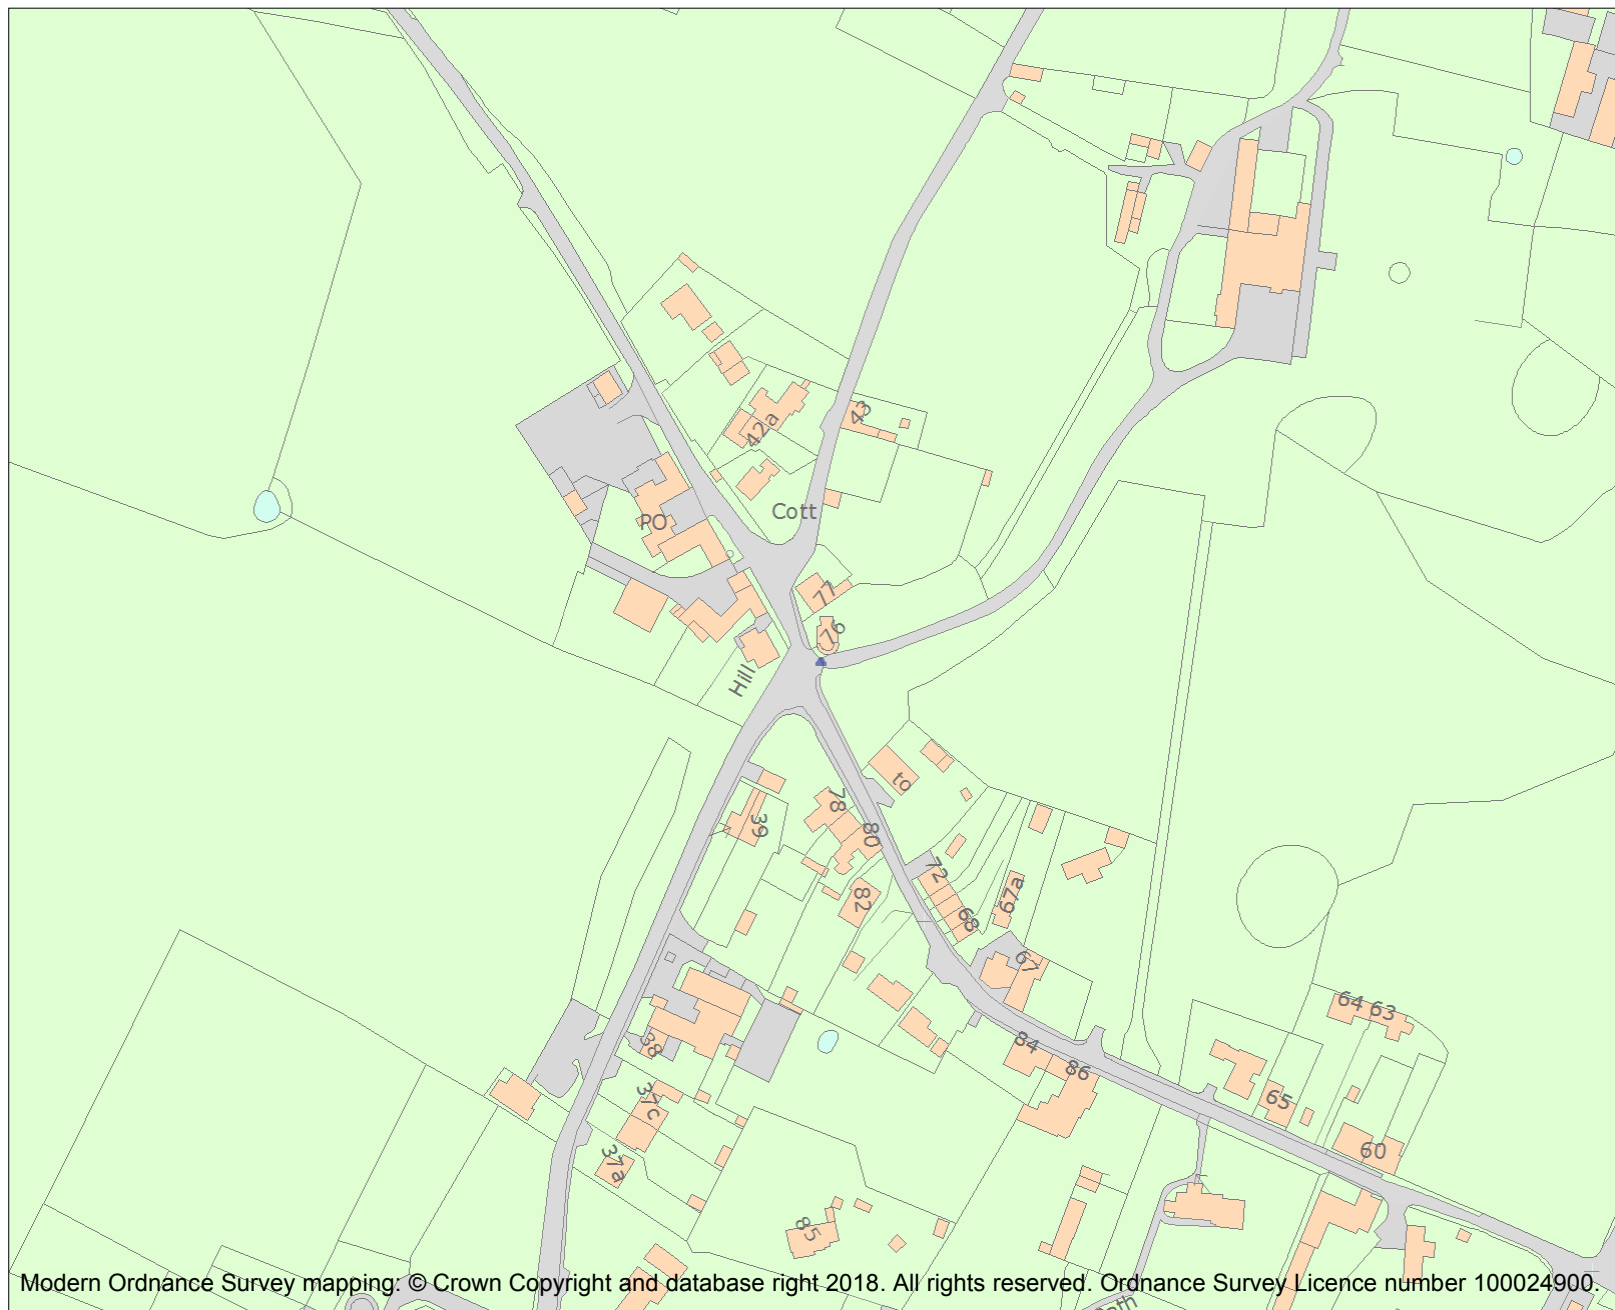 43
42a
Cott
PO
77
76
Hill
to
78
39
80
72
82
67a
68
67
64 63
38
84
86
37c
65
60
37a
85
Modern Ordnance Survey mapping: © Crown Copyright and database right 2018. All rights reserved. Ordnance Survey Licence number 100024900.